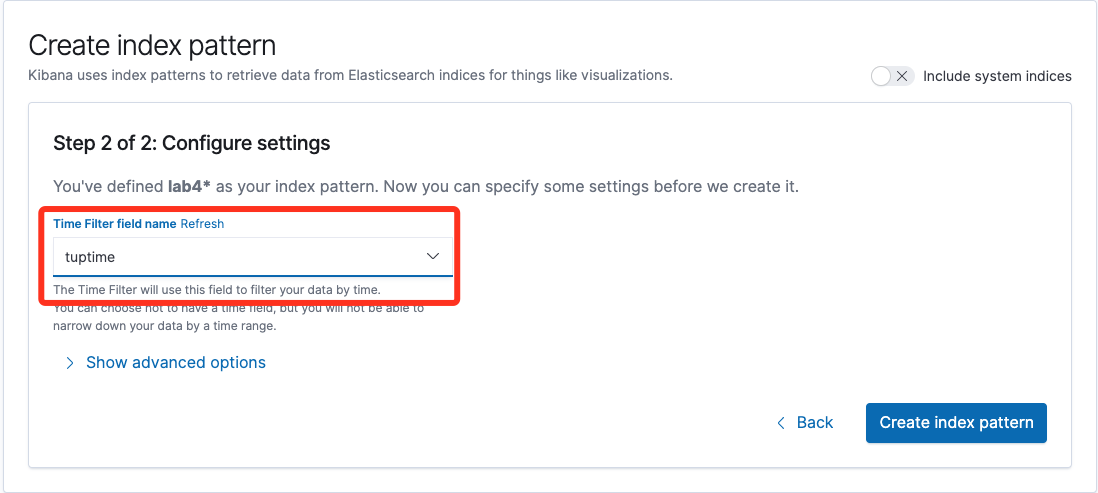 Create index pattern
Kibana uses index patterns to retrieve data from Elasticsearch indices for things like visualizations.
Include system indices
Step 2 of 2: Configure settings
You've defined lab4* as your index pattern. Now you can specify some settings before we create it.
Time Filter field name Refresh
tuptime
The Time Filter will use this field to filter your data by time.
You can choose not to have a time field, but you will not be able to
narrow down your data by a time range.
Show advanced options
Back
Create index pattern